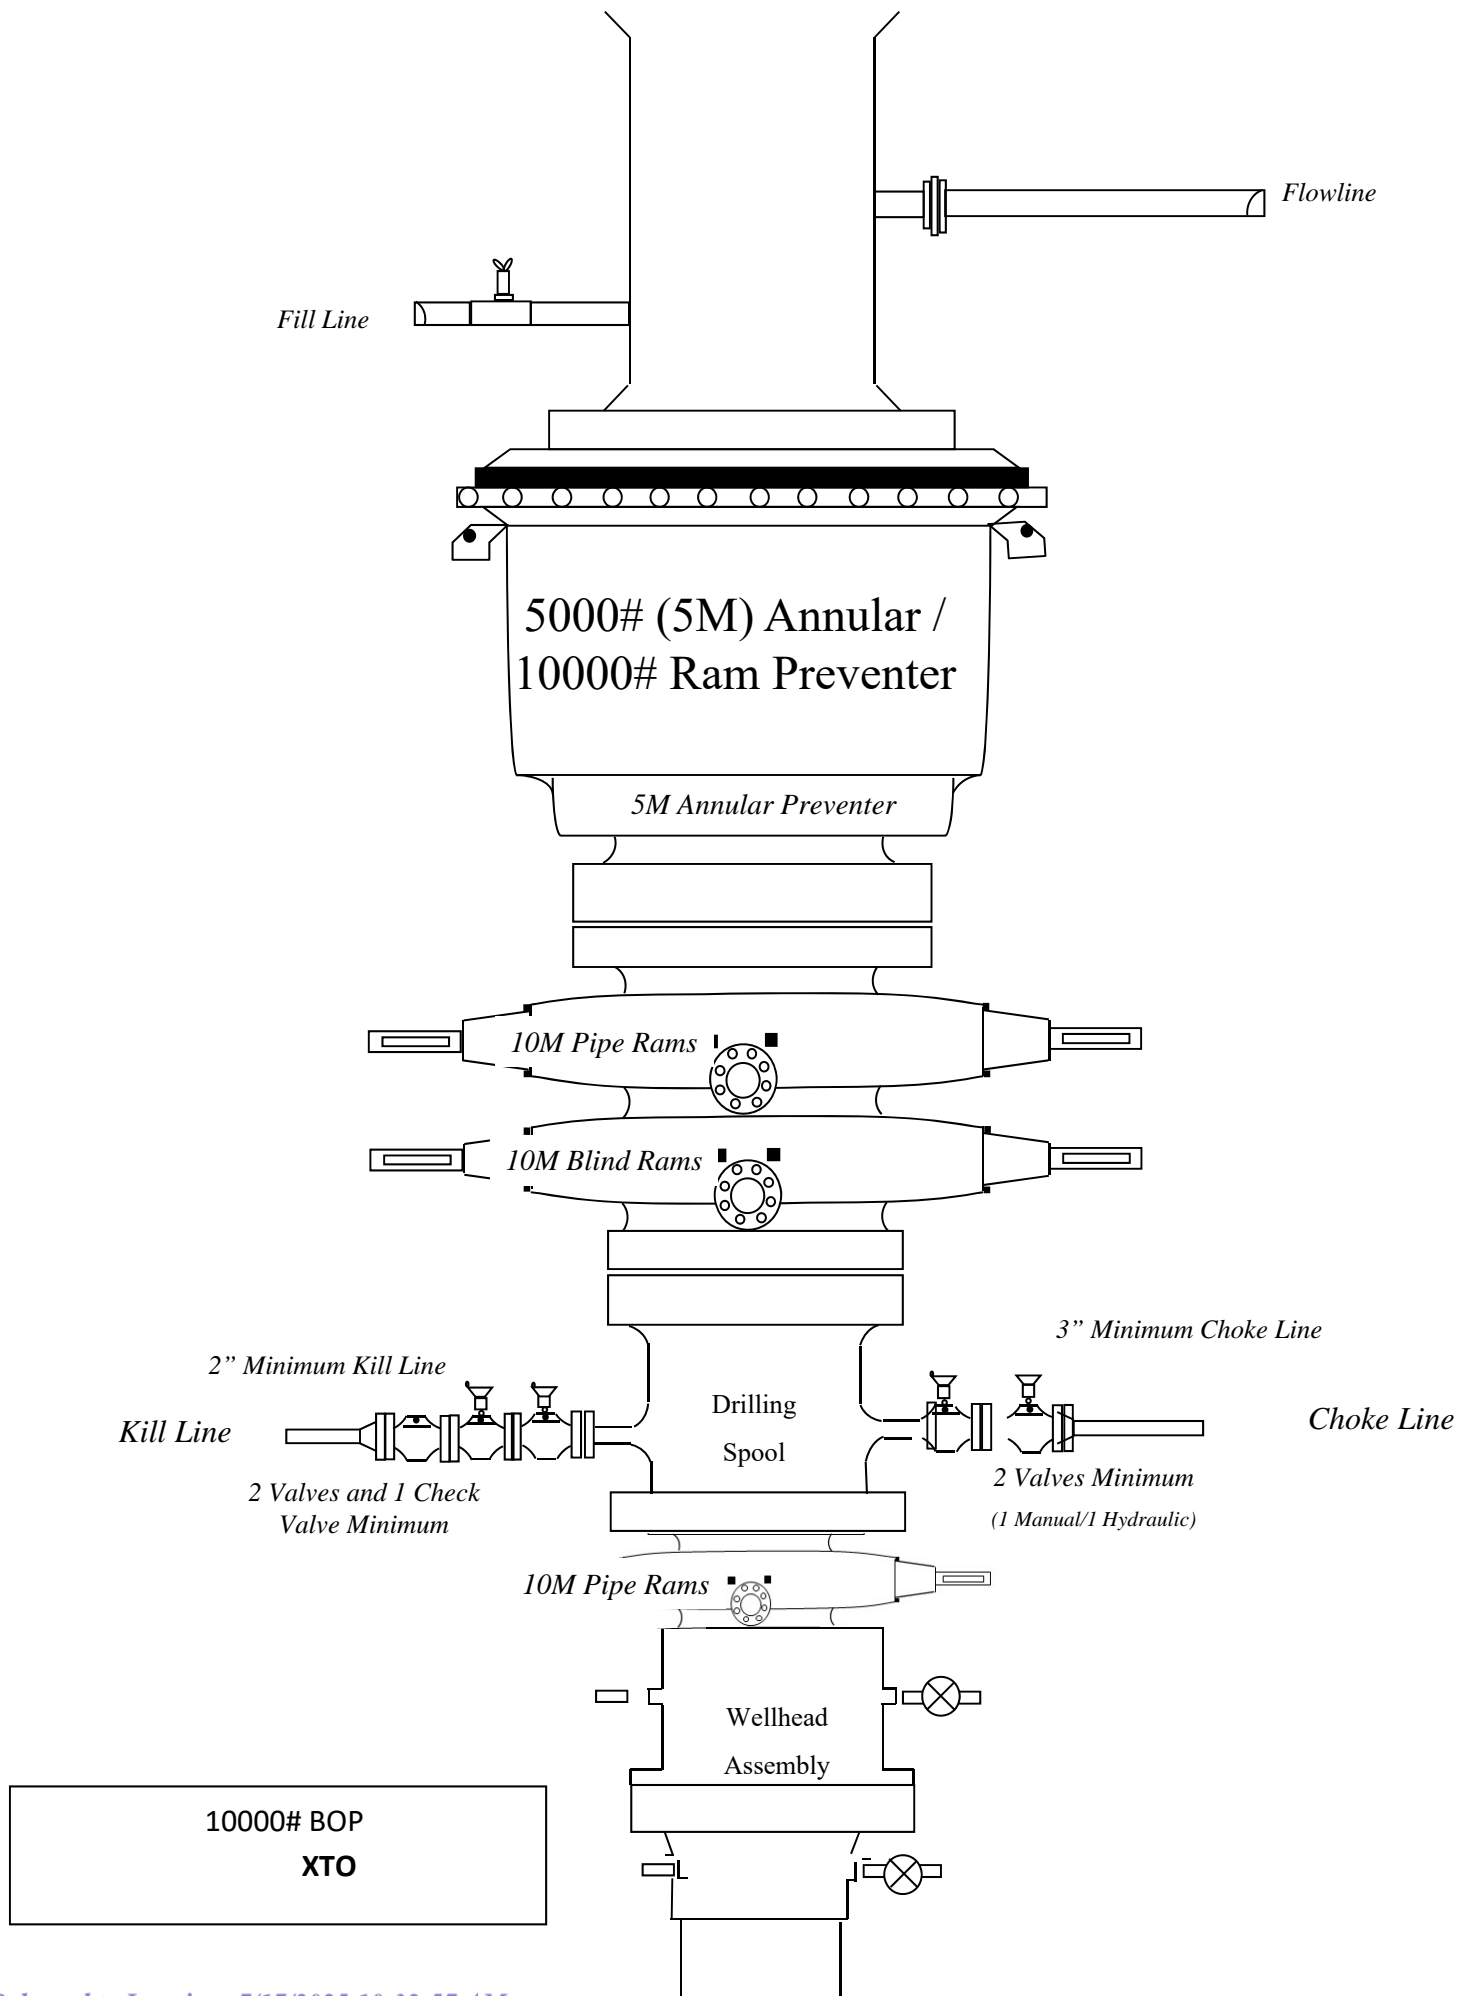 Flowline
Fill Line
5000# (5M) Annular /
10000# Ram Preventer
5M Annular Preventer
10M Pipe Rams
10M Blind Rams
3” Minimum Choke Line
2” Minimum Kill Line
Drilling
Spool
Kill Line
Choke Line
2 Valves and 1 Check
Valve Minimum
2 Valves Minimum
(1 Manual/1 Hydraulic)
10M Pipe Rams
Wellhead
Assembly
10000# BOP
XTO